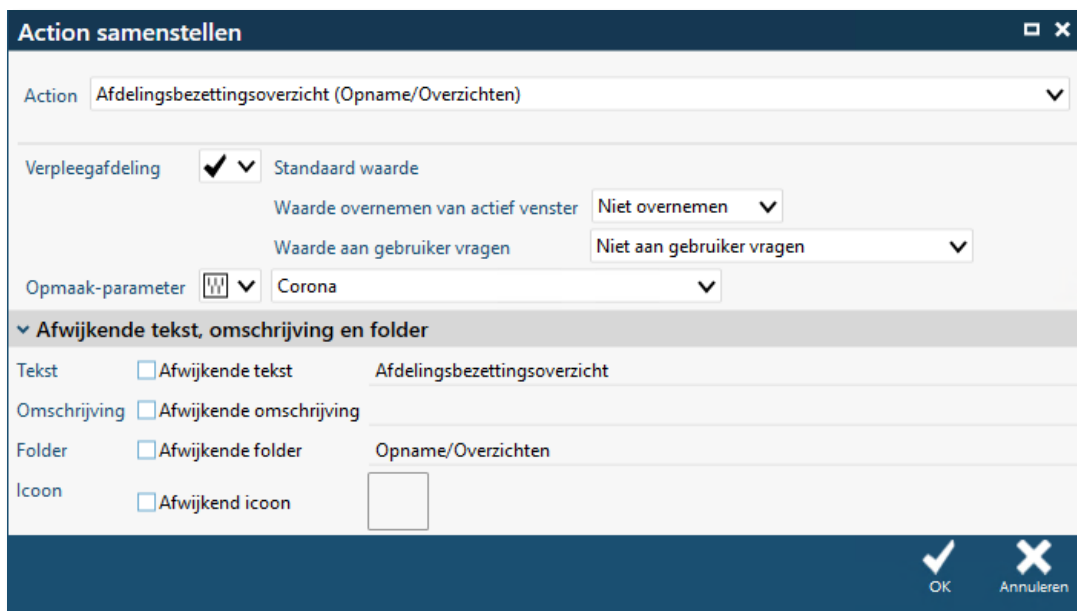 Action samenstellen
Action Afdelingsbezettingsoverzicht (Opname/Overzichten)
Verpleegafdeling Standaard waarde
Waarde overnemen van actief venster Niet overnemen
Waarde aan gebruiker vragen Niet aan gebruiker vragen
Opmaak-parameter W Corona
Afwijkende tekst, omschrijving en folder
Tekst Afwijkende tekst Afdelingsbezettingsoverzicht
Omschrijving Afwijkende omschrijving
Folder Afwijkende folder Opname/Overzichten
Icoon
Afwijkend icoon
OK Annuleren